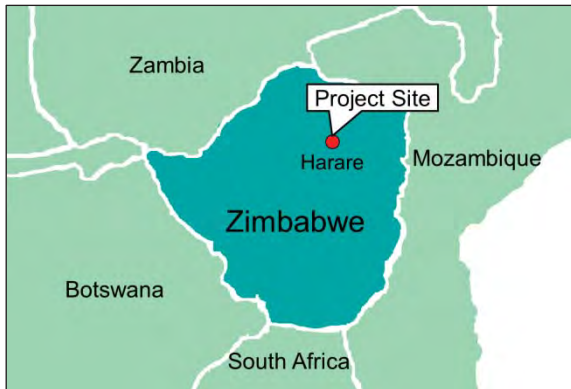 Zambia
Project Site
Harare
Mozambique
Zimbabwe
Botswana
South Africa